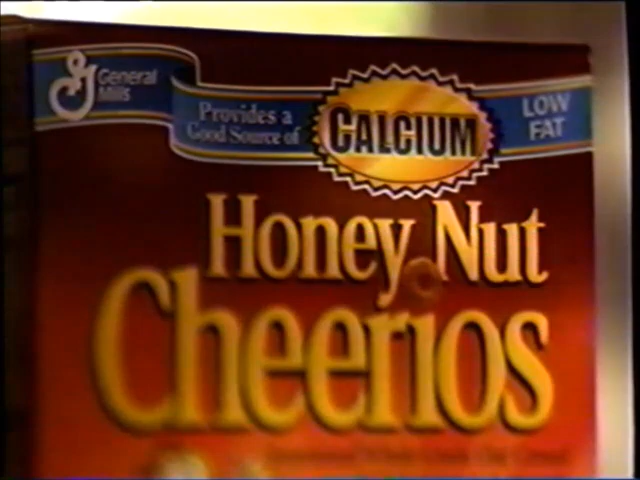 General
Mills
Provides a
Good Source of
CALCIUM
LOW
FAT
Honey Nut
Cheerios